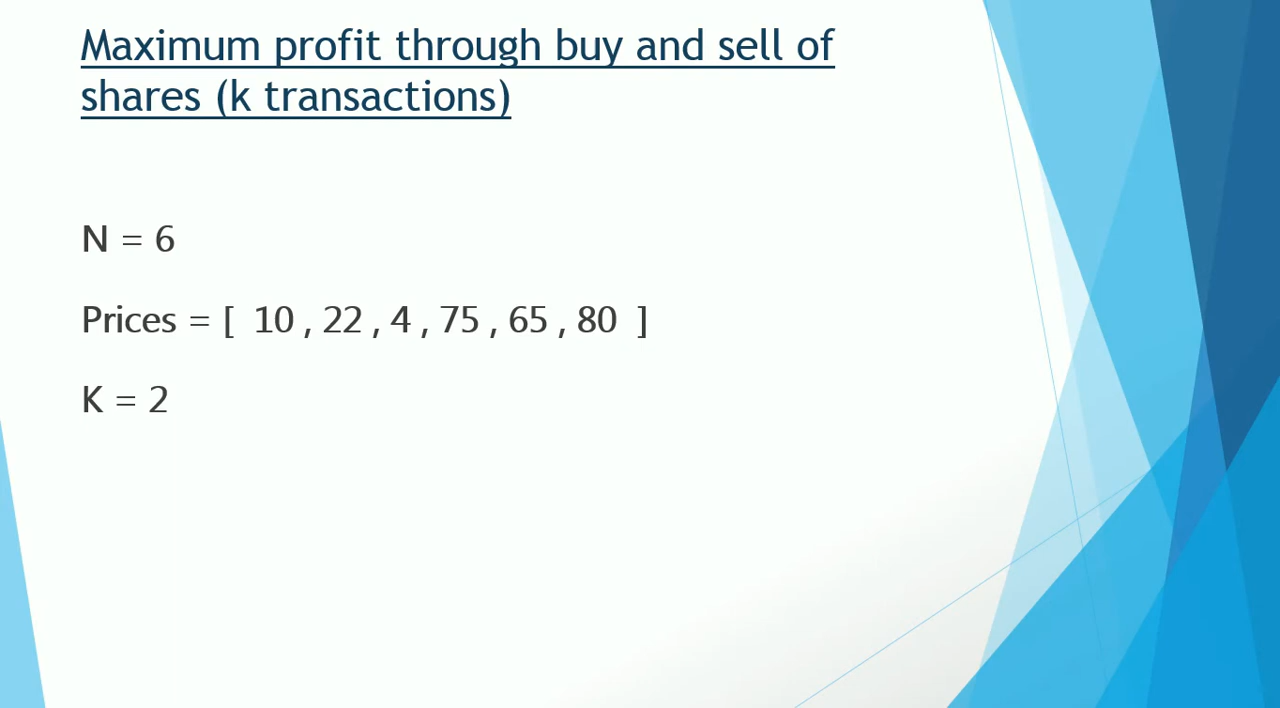 Maximum profit through buy and sell of
shares (k transactions)
N = 6
Prices = [ 10 , 22 , 4 , 75 , 65 , 80 ]
K = 2